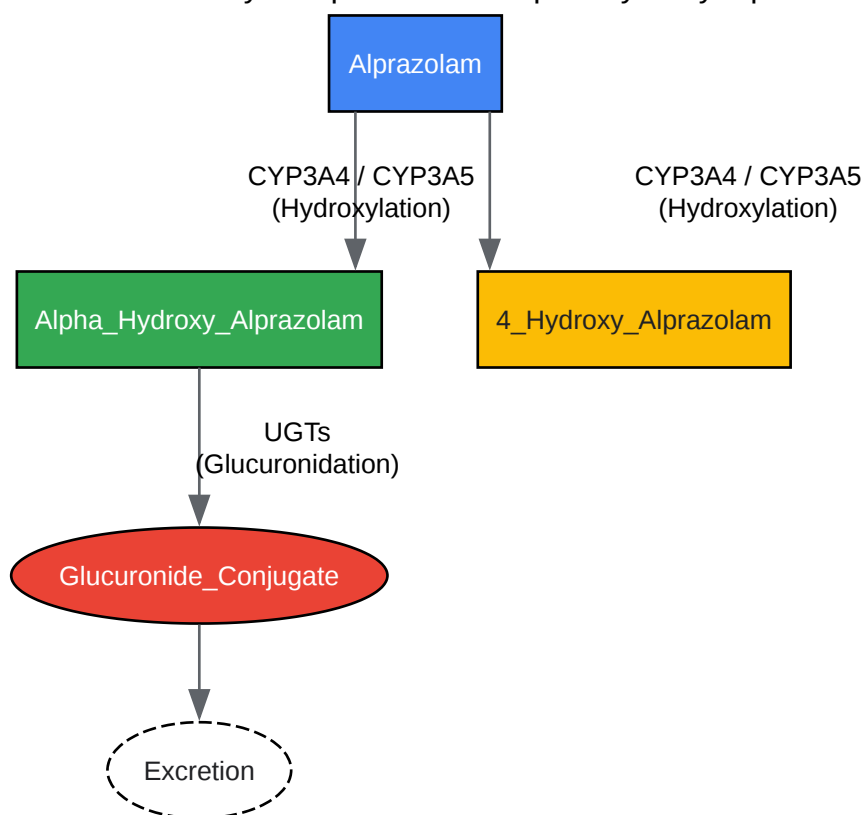 Alprazolam
CYP3A4 / CYP3A5
(Hydroxylation)
CYP3A4 / CYP3A5
(Hydroxylation)
Alpha_Hydroxy_Alprazolam
4_Hydroxy_Alprazolam
UGTs
(Glucuronidation)
Glucuronide_Conjugate
Excretion